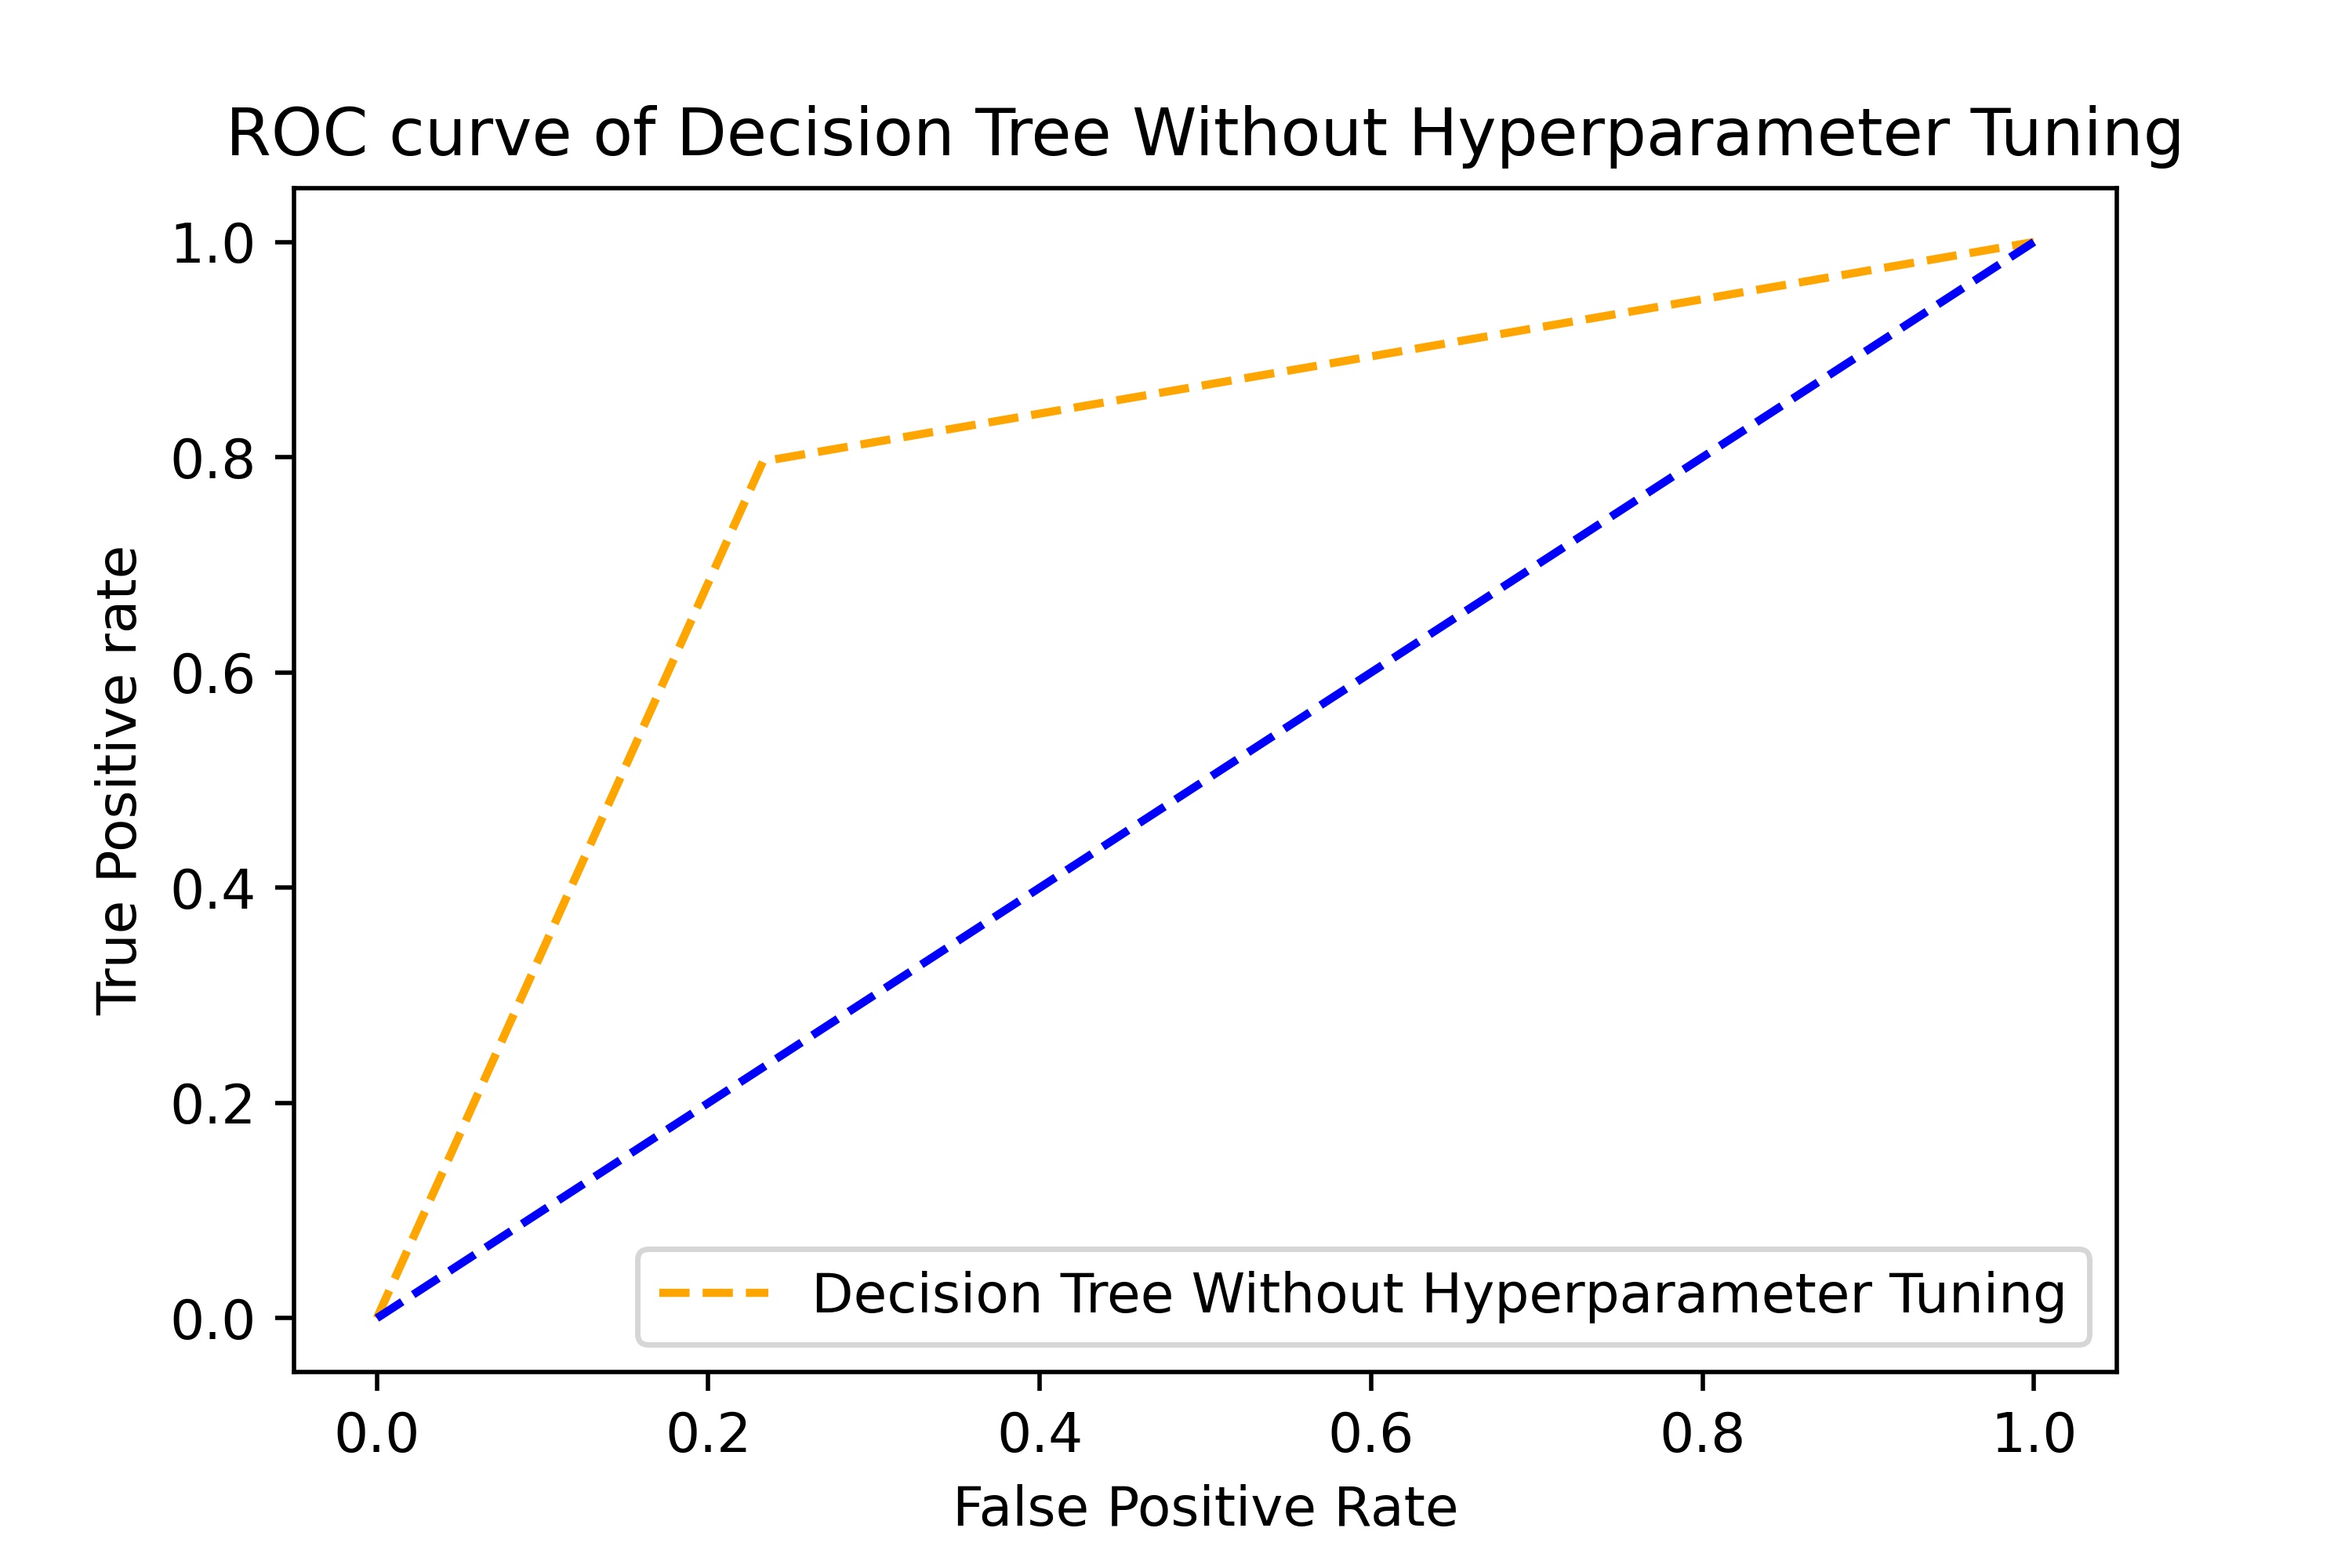 ROC curve of Decision Tree Without Hyperparameter Tuning
True Positive rate
1.0
0.8
0.6
0.4
0.2
0.0
Decision Tree Without Hyperparameter Tuning
0.0 0.2 0.4 0.6 0.8 1.0
False Positive Rate